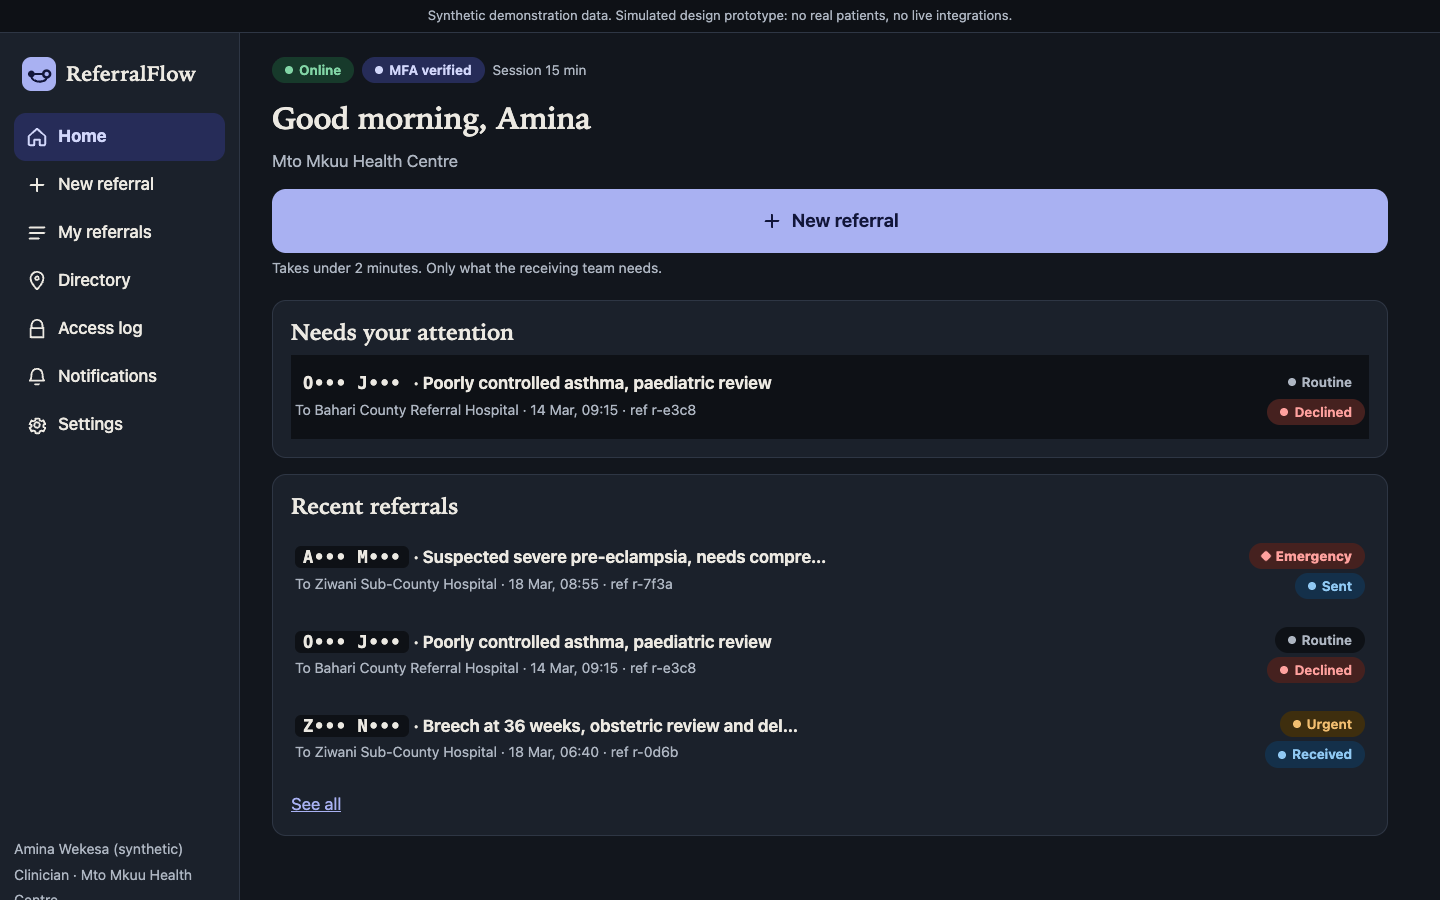 Synthetic demonstration data. Simulated design prototype: no real patients, no live integrations.
ReferralFlow
Home
New referral
My referrals
Directory
Access log
Notifications
Settings
Amina Wekesa (synthetic)
Clinician · Mto Mkuu Health
Centre
Online MFA verified Session 15 min
Good morning, Amina
Mto Mkuu Health Centre
+ New referral
Takes under 2 minutes. Only what the receiving team needs.
Needs your attention
O••• J••• · Poorly controlled asthma, paediatric review
Routine
To Bahari County Referral Hospital · 14 Mar, 09:15 · ref r-e3c8
Declined
Recent referrals
A••• M••• · Suspected severe pre-eclampsia, needs compre...
Emergency
To Ziwani Sub-County Hospital · 18 Mar, 08:55 · ref r-7f3a
Sent
O••• J••• · Poorly controlled asthma, paediatric review
Routine
To Bahari County Referral Hospital · 14 Mar, 09:15 · ref r-e3c8
Declined
Z••• N••• · Breech at 36 weeks, obstetric review and del...
Urgent
To Ziwani Sub-County Hospital · 18 Mar, 06:40 · ref r-0d6b
Received
See all